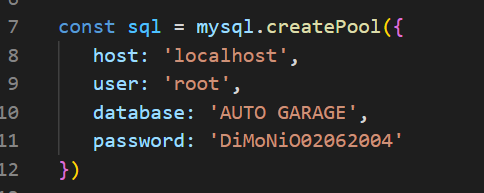 7 const sql = mysql.createPool({
8 host: 'localhost',
9 user: 'root',
10 database: 'AUTO GARAGE',
11 password: 'DiMoNiO02062004'
12 })